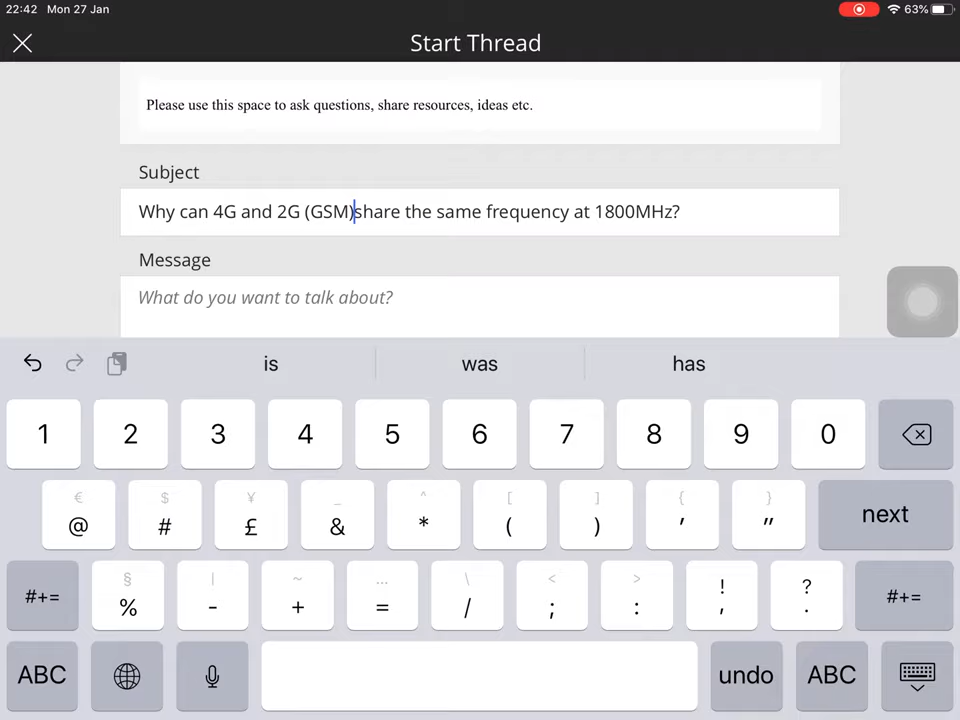 22:42 Mon 27 Jan 63%
Start Thread
Please use this space to ask questions, share resources, ideas etc.
Subject
Why can 4G and 2G (GSM)share the same frequency at 1800MHz?
Message
What do you want to talk about?
is was has
1 2 3 4 5 6 7 8 9 0
€ $ ¥ _ ^ [ ] { }
@ # £ & * ( ) ' " next
§ | ~ … \ < > ! ?
#+= % - + = / ; : , . #+=
ABC undo ABC